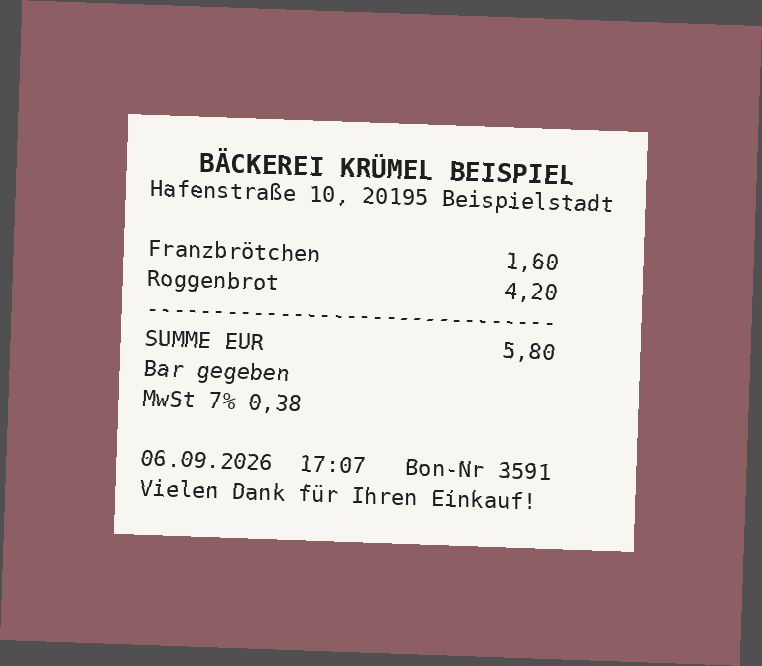 BÄCKEREI KRÜMEL BEISPIEL
Hafenstraße 10, 20195 Beispielstadt
Franzbrötchen 1,60
Roggenbrot 4,20
-------------------------------
SUMME EUR 5,80
Bar gegeben
MwSt 7% 0,38
06.09.2026 17:07 Bon-Nr 3591
Vielen Dank für Ihren Einkauf!